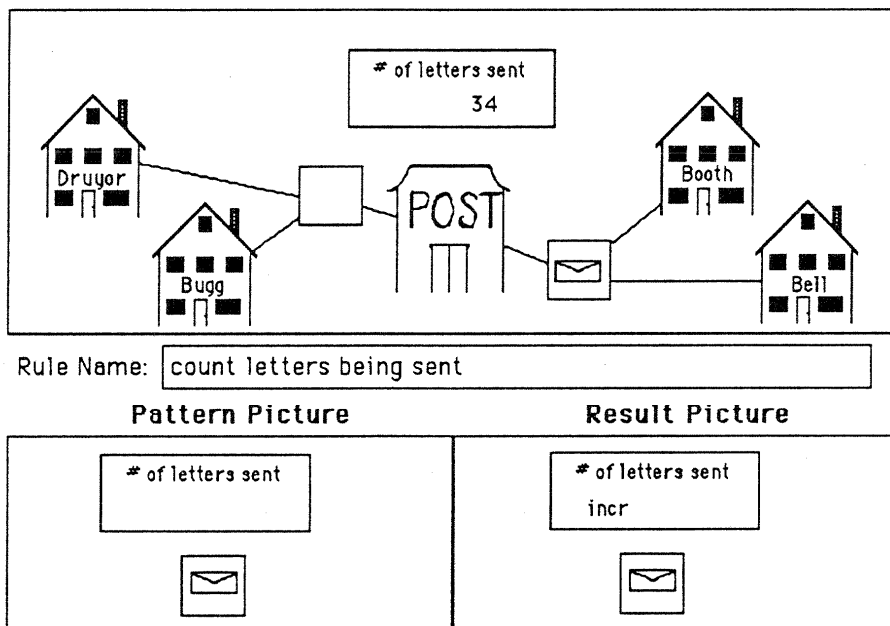 # of letters sent
34
Druyor
Booth
POST
Bugg
Bell
Rule Name: count letters being sent
Pattern Picture
Result Picture
# of letters sent
# of letters sent
incr